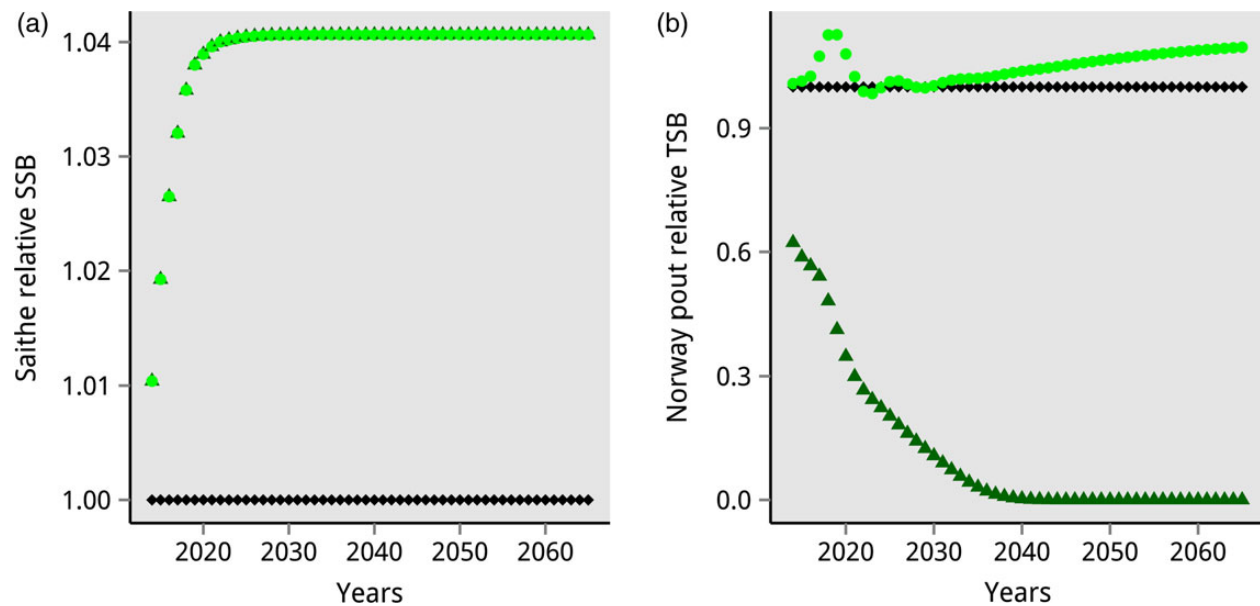 (a)
Saithe relative SSB
1.04
1.03
1.02
1.01
1.00
2020 2030 2040 2050 2060
Years
(b)
Norway pout relative TSB
0.9
0.6
0.3
0.0
2020 2030 2040 2050 2060
Years